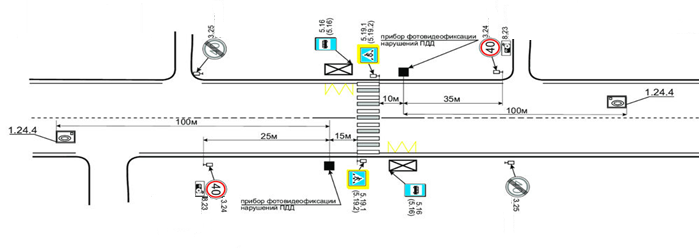 3.25
5.16
(5.16)
5.19.1
(5.19.2)
прибор фотовидеофиксации
нарушений ПДД
3.24
40
8.23
10м
35м
100м
1.24.4
1.24.4
100м
25м
15м
40
8.23
3.24
прибор фотовидеофиксации
нарушений ПДД
5.19.1
(5.19.2)
5.16
(5.16)
3.25